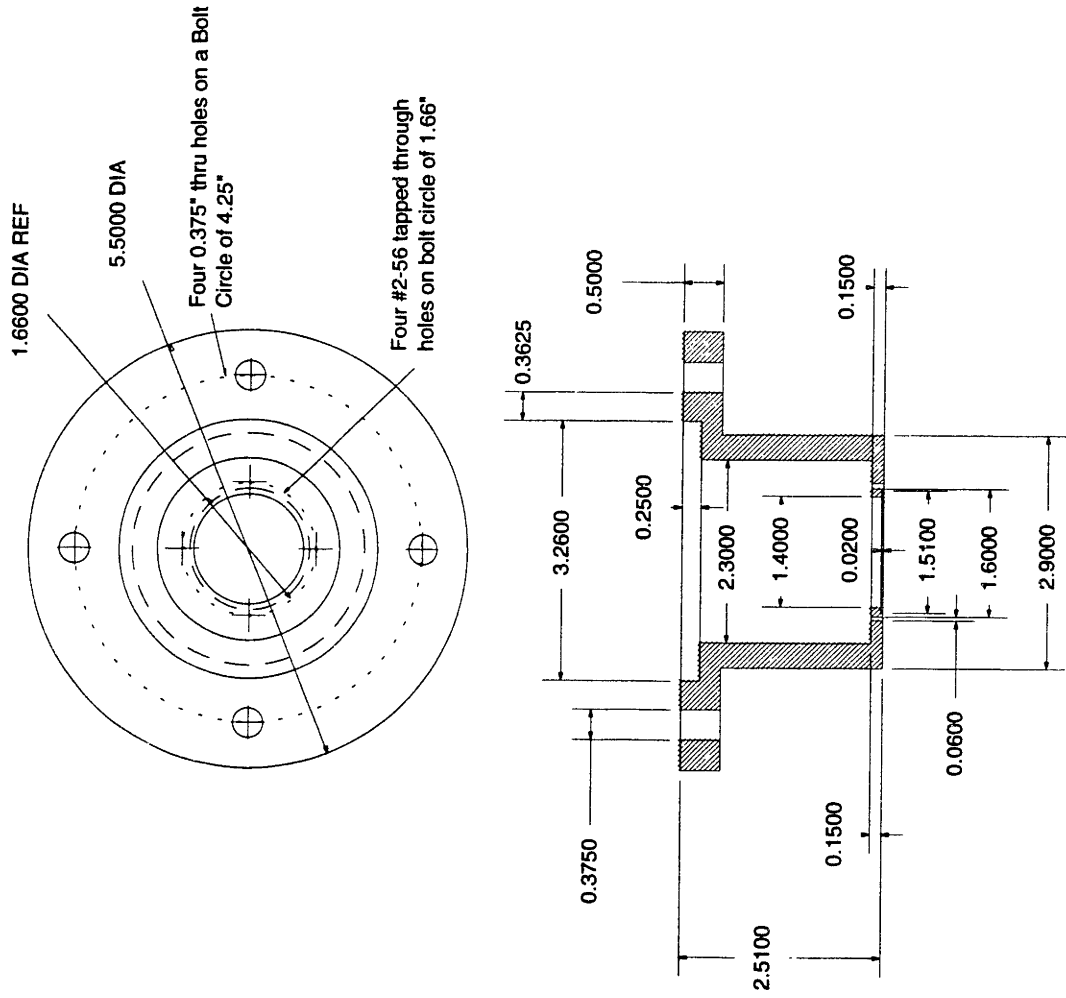 1.6600 DIA REF
5.5000 DIA
Four 0.375" thru holes on a Bolt
Circle of 4.25"
Four #2-56 tapped through
holes on bolt circle of 1.66"
0.5000
0.3625
0.1500
3.2600
0.2500
2.3000
1.4000
0.0200
1.5100
1.6000
2.9000
0.3750
0.0600
0.1500
2.5100